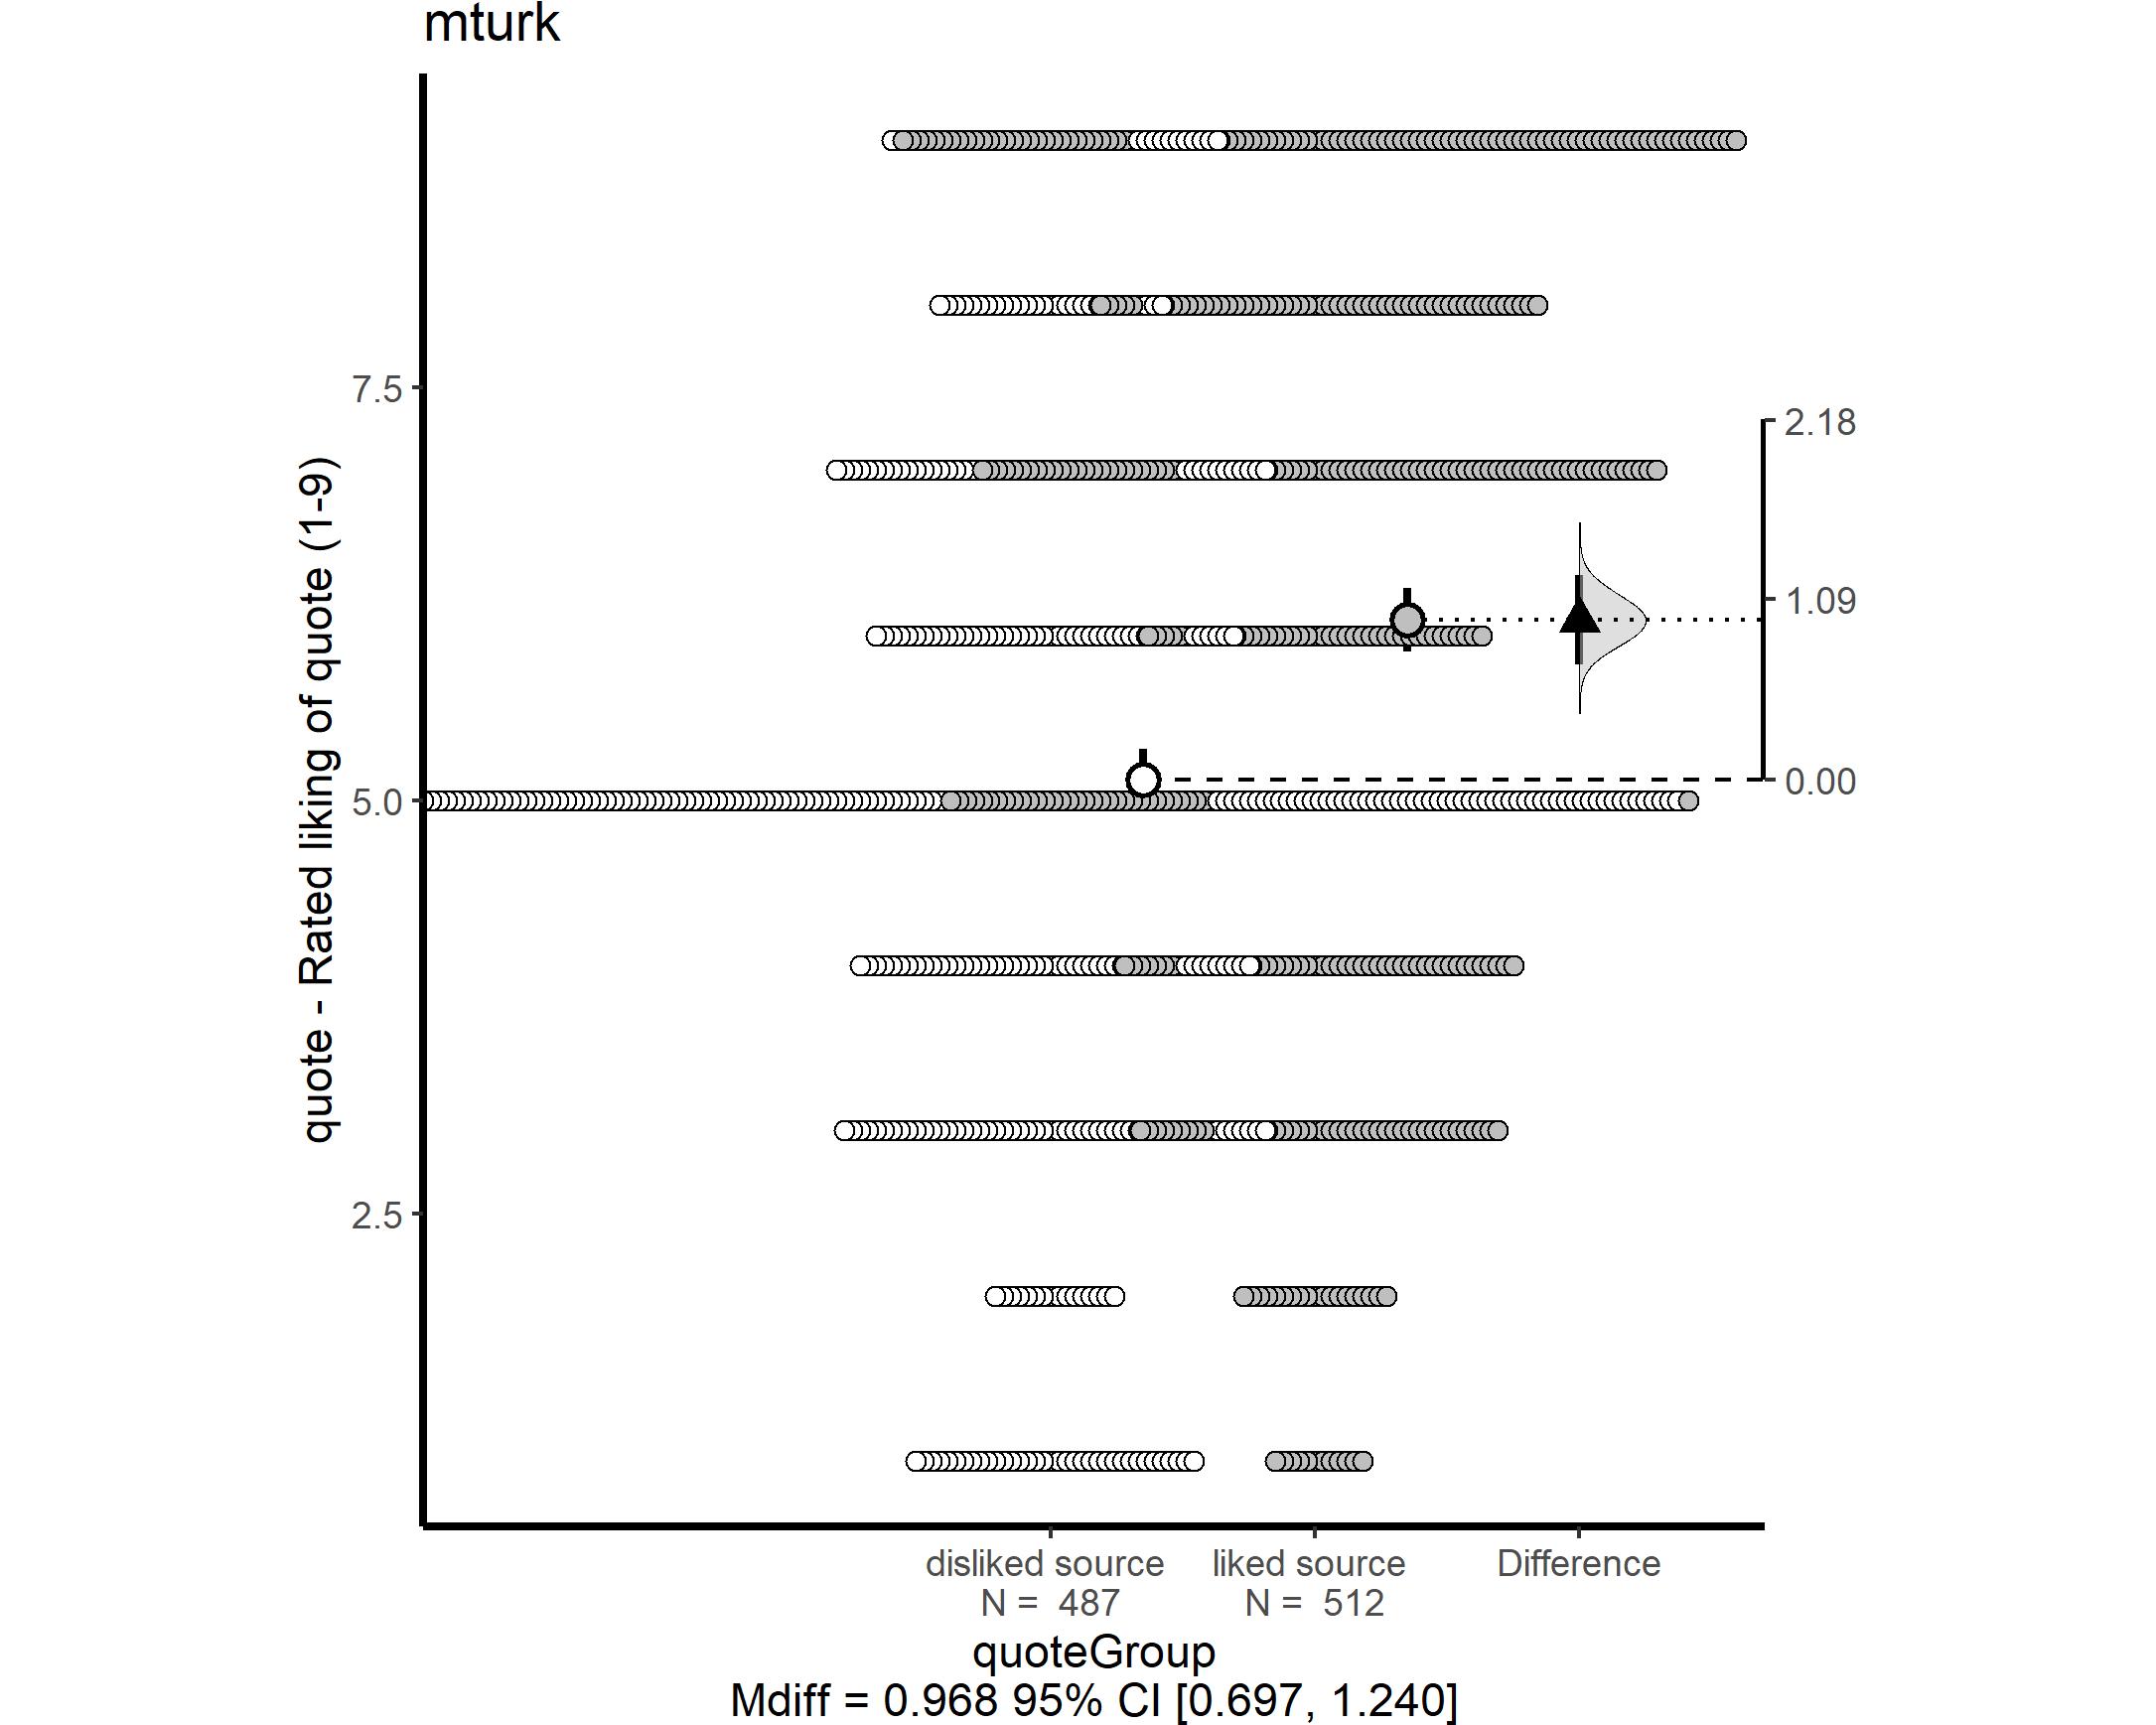 mturk
quote - Rated liking of quote (1-9)
7.5
5.0
2.5
2.18
1.09
0.00
disliked source
N =  487
liked source
N =  512
Difference
quoteGroup
Mdiff = 0.968 95% CI [0.697, 1.240]